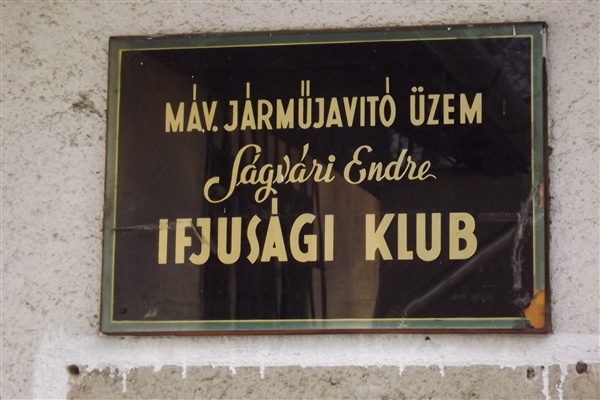 MÁV. JÁRMŰJAVITÓ ÜZEM
Ságvári Endre
IFJUSÁGI KLUB